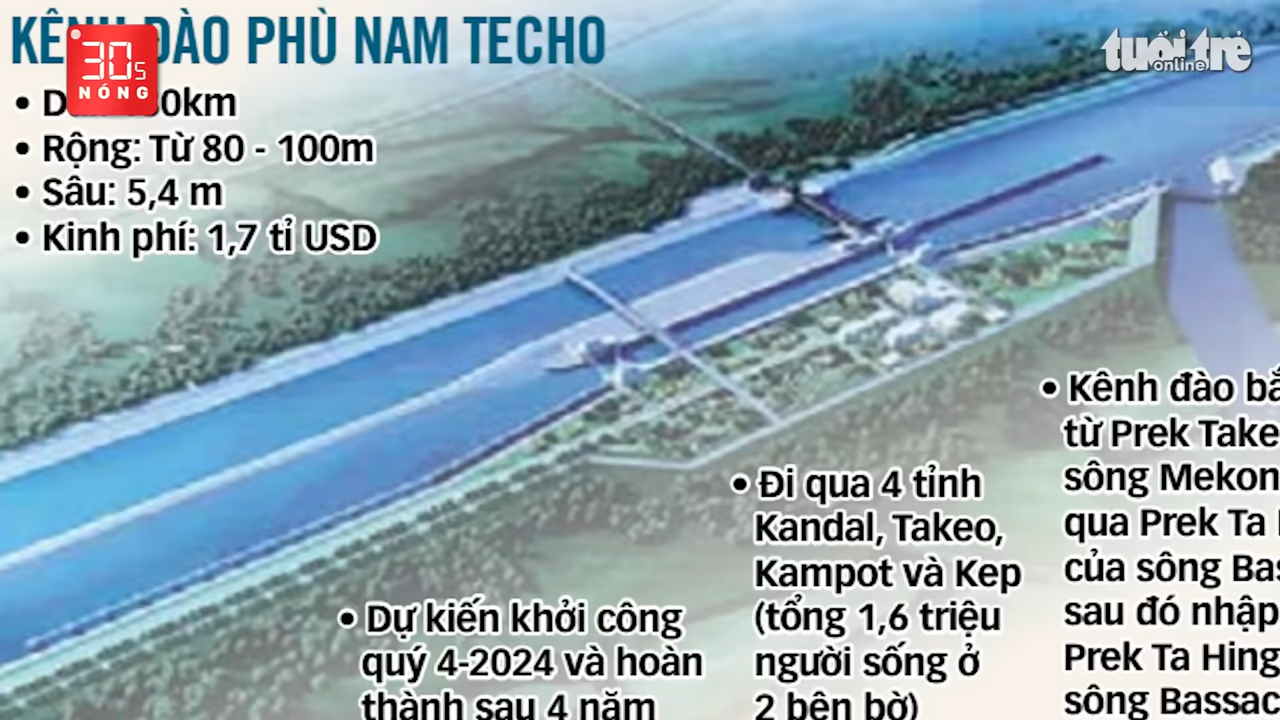 KÊNH ĐÀO PHÙ NAM TECHO
30s
NÓNG
tuổi trẻ
online
• Rộng: Từ 80 - 100m
• Sâu: 5,4 m
• Kinh phí: 1,7 tỉ USD
• Dự kiến khởi công
quý 4-2024 và hoàn
thành sau 4 năm
• Đi qua 4 tỉnh
Kandal, Takeo,
Kampot và Kep
(tổng 1,6 triệu
người sống ở
2 bên bờ)
• Kênh đào
từ Prek
sông
qua Prek Ta
của sông
sau đó nhập
Prek Ta
sông Bassac